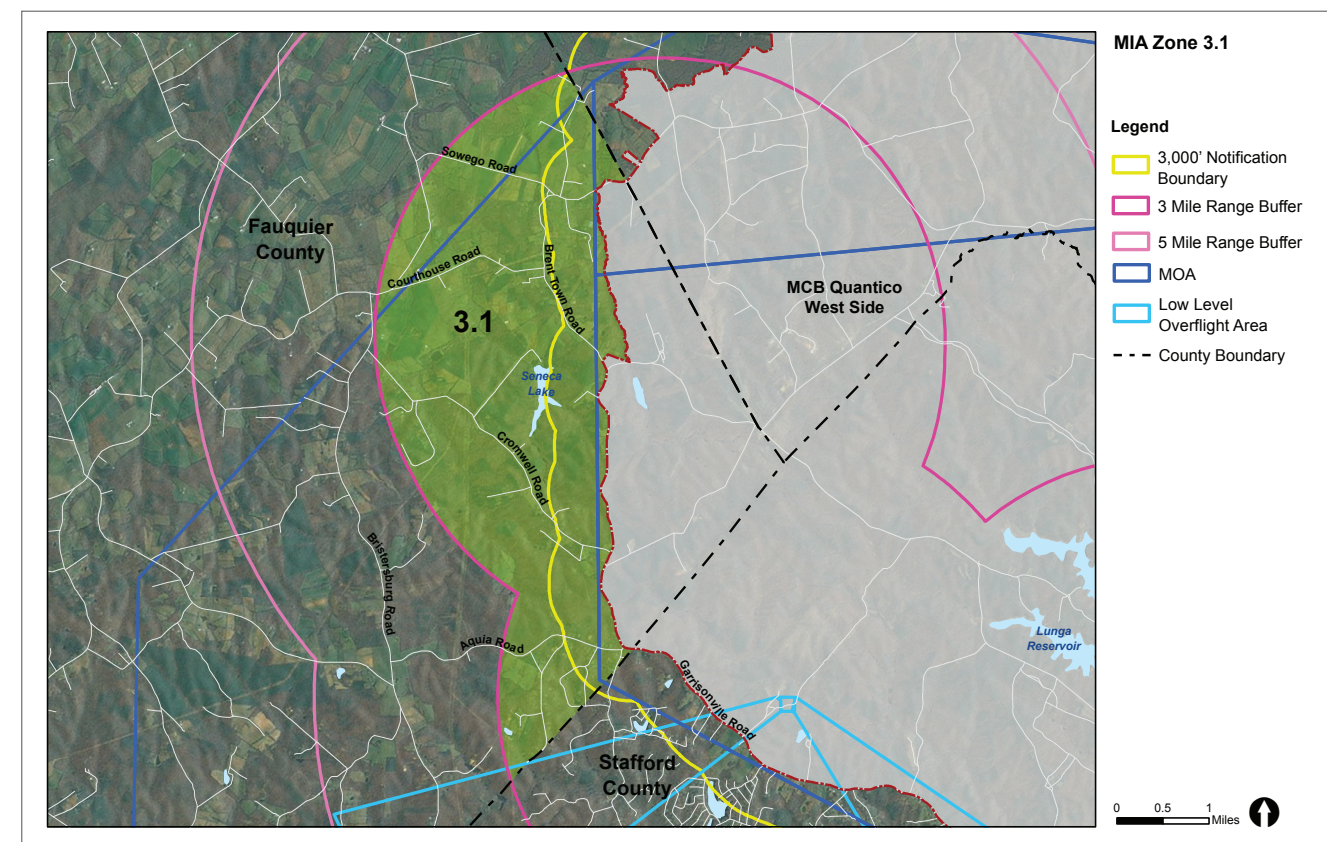 MIA Zone 3.1
Legend
3,000' Notification
Boundary
3 Mile Range Buffer
5 Mile Range Buffer
MOA
Low Level
Overflight Area
County Boundary
Sowego Road
Fauquier
County
Courthouse Road
Brent Town Road
3.1
MCB Quantico
West Side
Seneca
Lake
Cromwell Road
Bristersburg Road
Aquia Road
Garrisonville Road
Lunga
Reservoir
Stafford
County
0 0.5 1
Miles